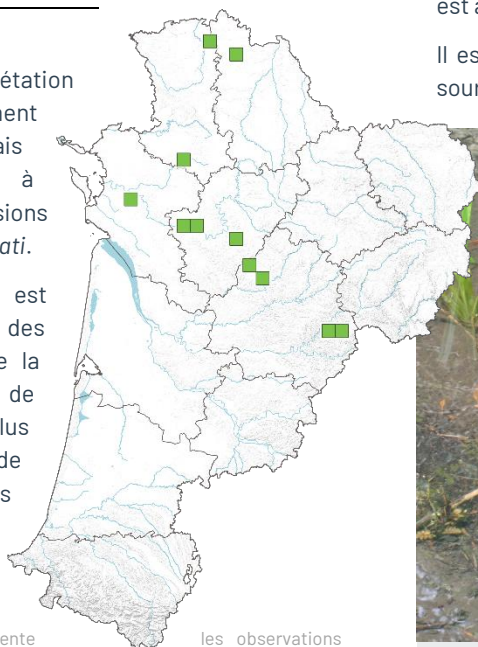 est a
Il es
sour
étation
ment
ais
à
sions
ati.
est
des
e la
de
lus
de
s
ente les observations